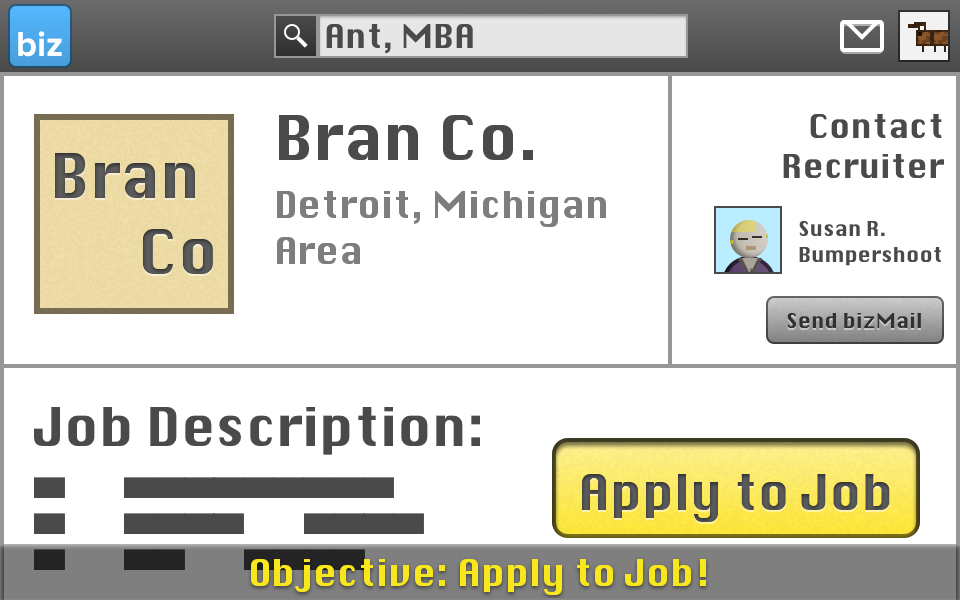 biz
Ant, MBA
Bran
Co
Bran Co.
Detroit, Michigan
Area
Contact
Recruiter
Susan R.
Bumpershoot
Send bizMail
Job Description:
Apply to Job
Objective: Apply to Job!